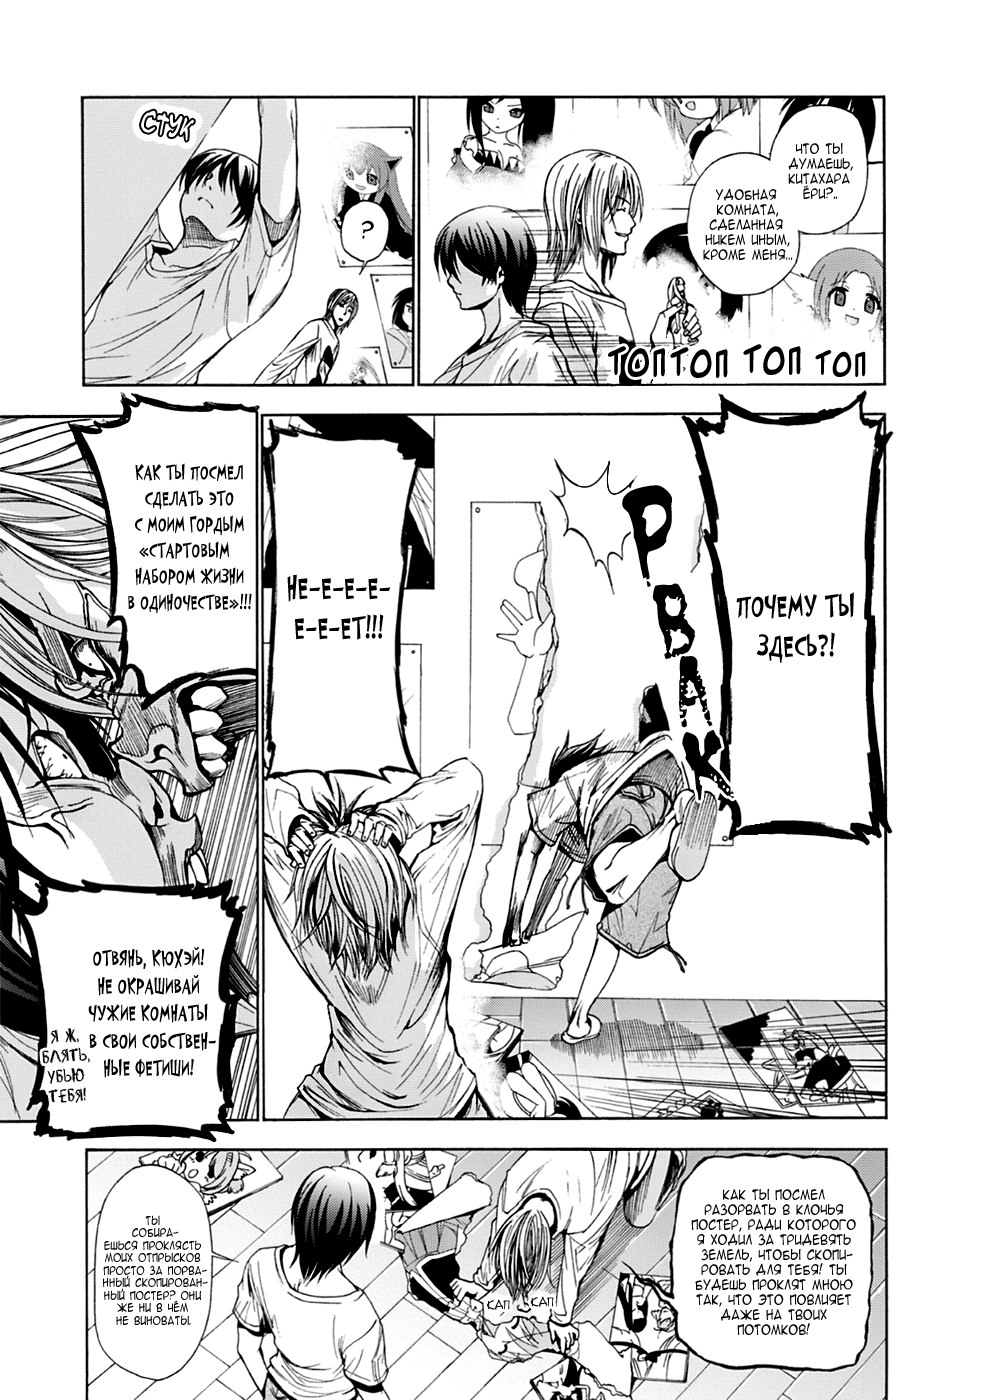 ЧТО ТЫ
ДУМАЕШЬ,
КИТАХАРА
ЁРИ?..
УДОБНАЯ
КОМНАТА,
СДЕЛАННАЯ
НИКЕМ ИНЫМ,
КРОМЕ МЕНЯ...
ТОПТОП ТОП ТОП
СТУК
?
ПОЧЕМУ ТЫ
ЗДЕСЬ?!
РВАК
НЕ-Е-Е-Е-
Е-Е-ЕТ!!!
КАК ТЫ ПОСМЕЛ
СДЕЛАТЬ ЭТО
С МОИМ ГОРДЫМ
«СТАРТОВЫМ
НАБОРОМ ЖИЗНИ
В ОДИНОЧЕСТВЕ»!!!
ОТВЯНЬ, КЮХЭЙ!
НЕ ОКРАШИВАЙ
ЧУЖИЕ КОМНАТЫ
В СВОИ СОБСТВЕН-
НЫЕ ФЕТИШИ!
Я Ж,
БЛЯТЬ,
УБЬЮ
ТЕБЯ!
КАК ТЫ ПОСМЕЛ
РАЗОРВАТЬ В КЛОЧЬЯ
ПОСТЕР, РАДИ КОТОРОГО
Я ХОДИЛ ЗА ТРИДЕВЯТЬ
ЗЕМЕЛЬ, ЧТОБЫ СКОПИ-
РОВАТЬ ДЛЯ ТЕБЯ! ТЫ
БУДЕШЬ ПРОКЛЯТ МНОЮ
ТАК, ЧТО ЭТО ПОВЛИЯЕТ
ДАЖЕ НА ТВОИХ
ПОТОМКОВ!
КАП КАП
ТЫ
СОБИРА-
ЕШЬСЯ ПРОКЛЯСТЬ
МОИХ ОТПРЫСКОВ
ПРОСТО ЗА ПОРВА-
ННЫЙ СКОПИРОВАН-
НЫЙ ПОСТЕР? ОНИ
ЖЕ НИ В ЧЁМ
НЕ ВИНОВАТЫ.